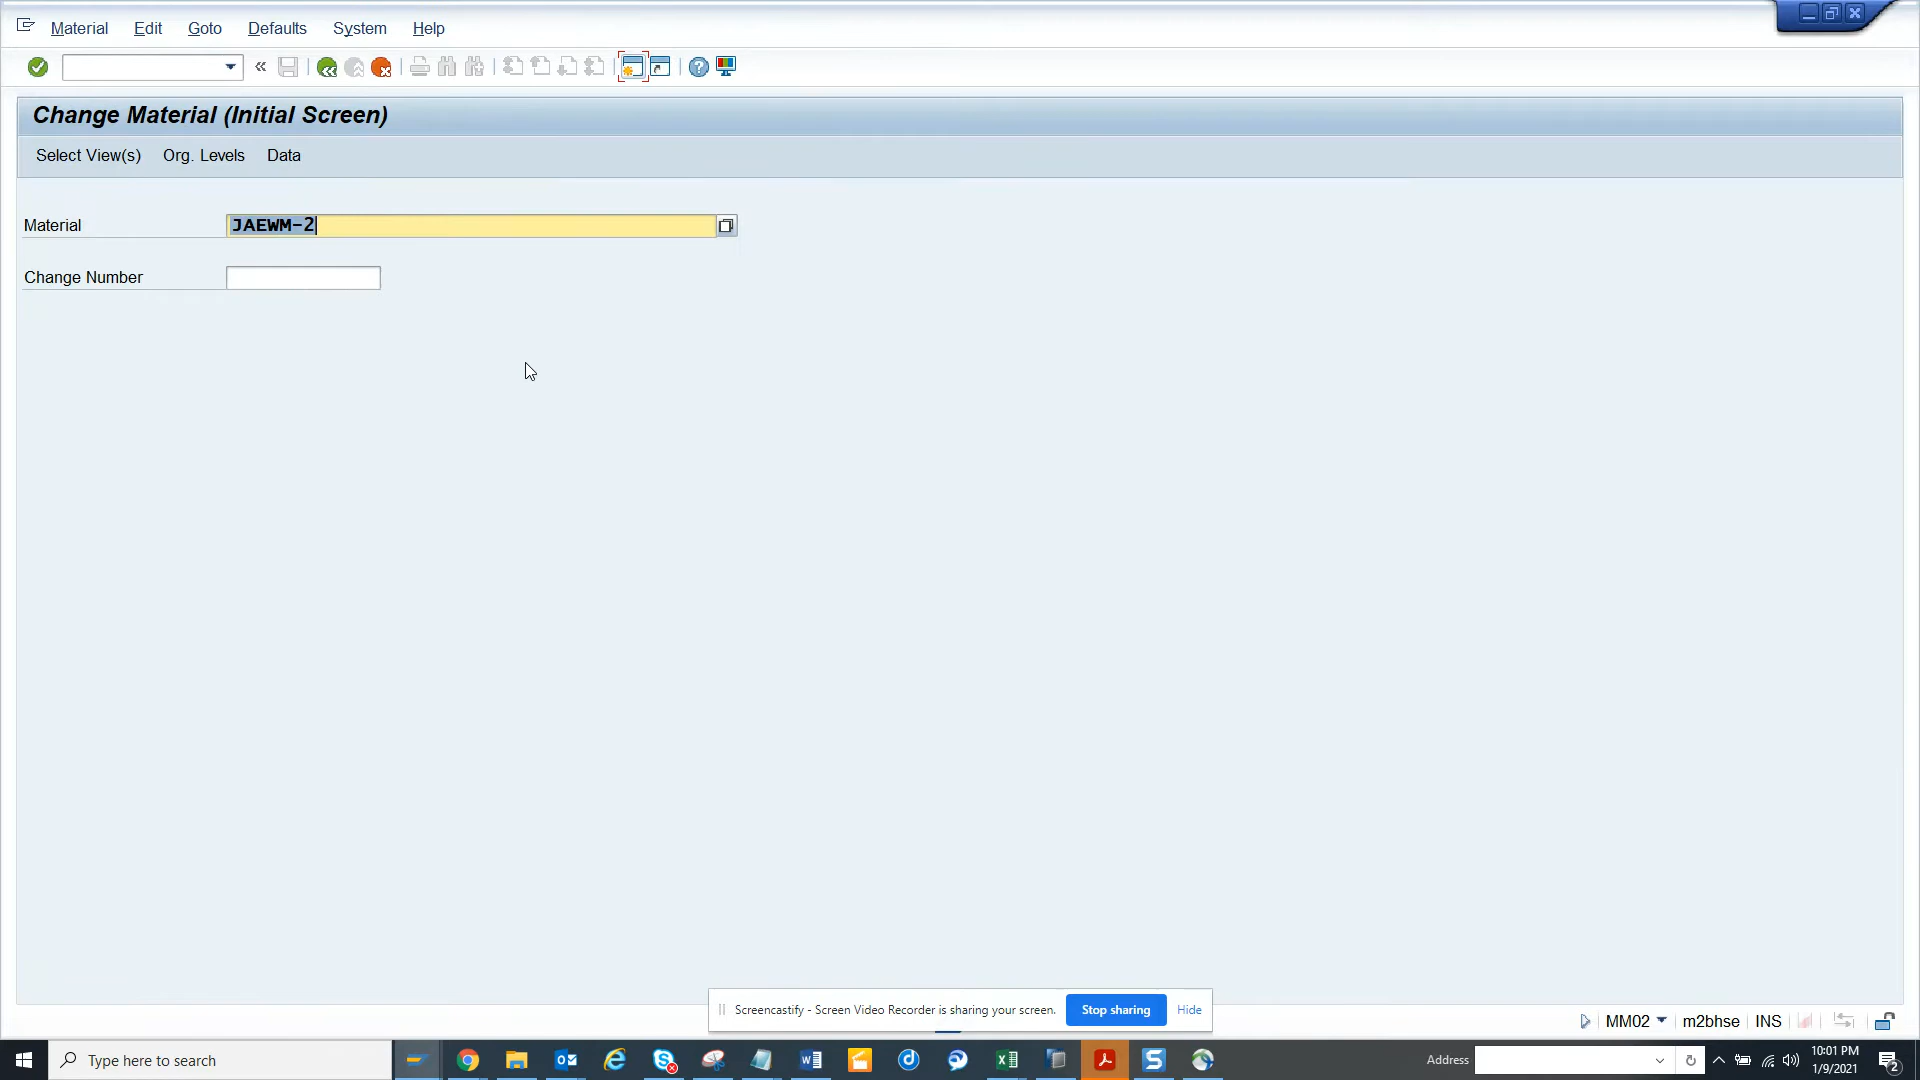 Material Edit Goto Defaults System Help
Change Material (Initial Screen)
Select View(s) Org. Levels Data
Material JAEWM-2
Change Number
Screencastify - Screen Video Recorder is sharing your screen. Stop sharing Hide
MM02 m2bhse INS
Type here to search
Address
10:01 PM
1/9/2021
2